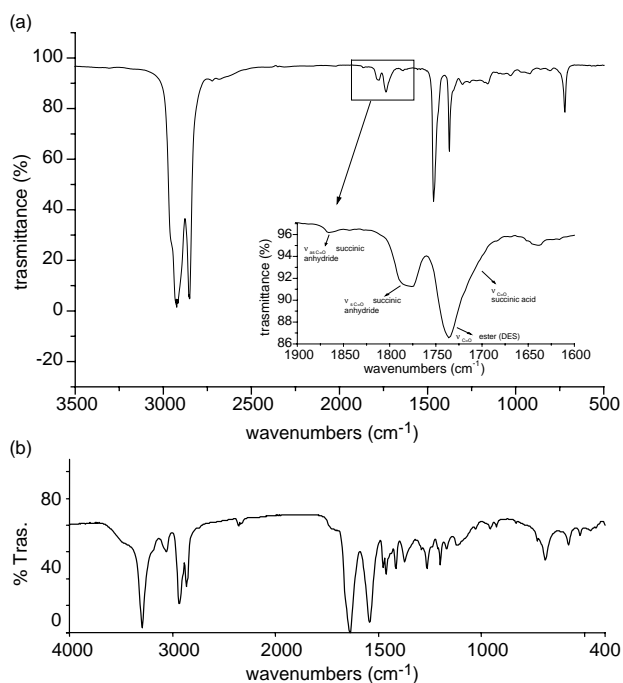 (a)
trasmittance (%)
100
80
60
40
20
0
-20
3500
3000
2500
2000
1500
1000
500
wavenumbers (cm-1)
trasmittance (%)
96
94
92
90
88
86
ν as C=O succinic
anhydride
ν s C=O succinic
anhydride
ν C=O
succinic acid
ν C=O ester (DES)
1900
1850
1800
1750
1700
1650
1600
wavenumbers (cm-1)
(b)
% Tras.
80
40
0
4000
3000
2000
1500
1000
400
wavenumbers (cm-1)